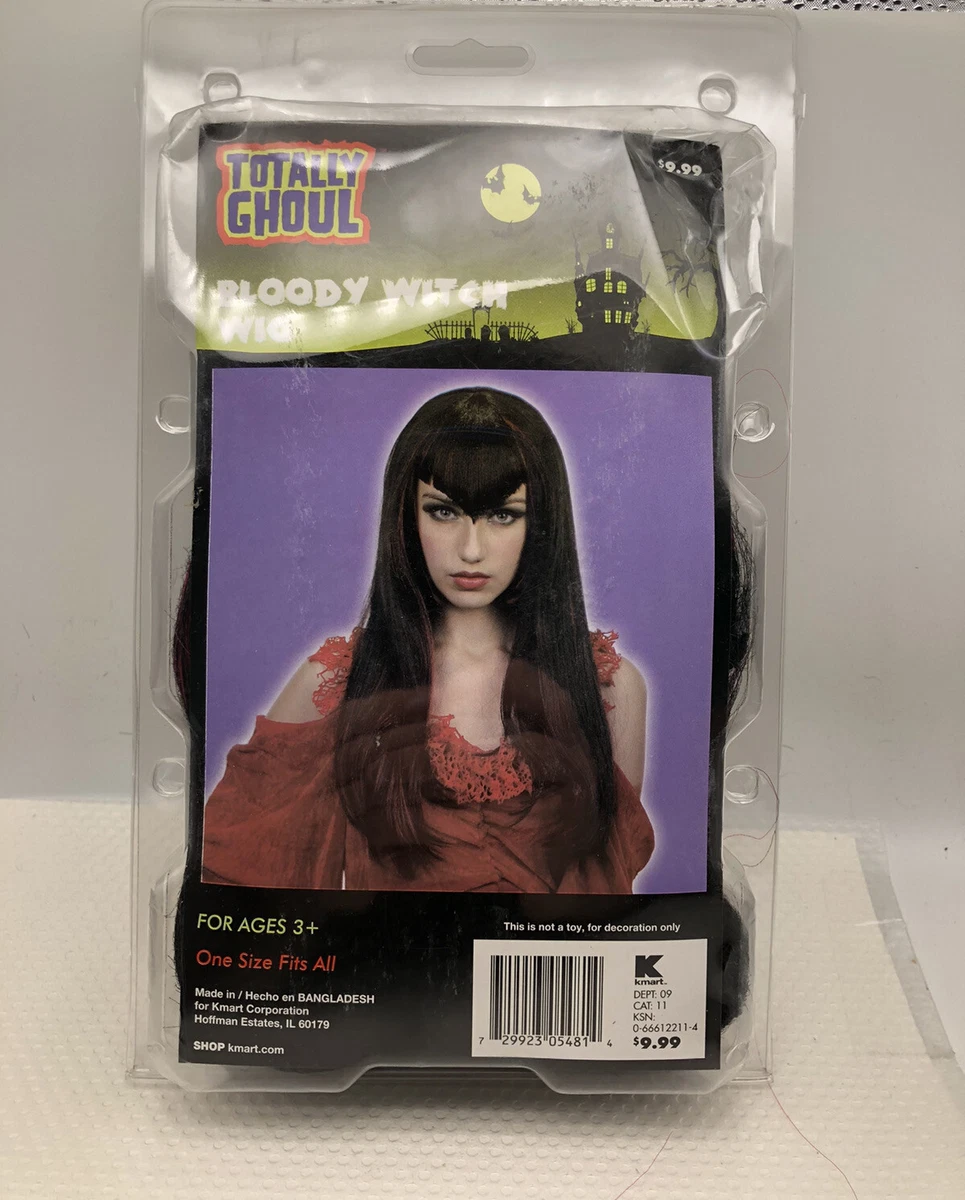 TOTALLY
GHOUL
$9.99
BLOODY WITCH
WIG
FOR AGES 3+
One Size Fits All
Made in / Hecho en BANGLADESH
for Kmart Corporation
Hoffman Estates, IL 60179
SHOP kmart.com
This is not a toy, for decoration only
7 29923 05481 4
K
kmart™
DEPT: 09
CAT: 11
KSN:
0-66612211-4
$9.99